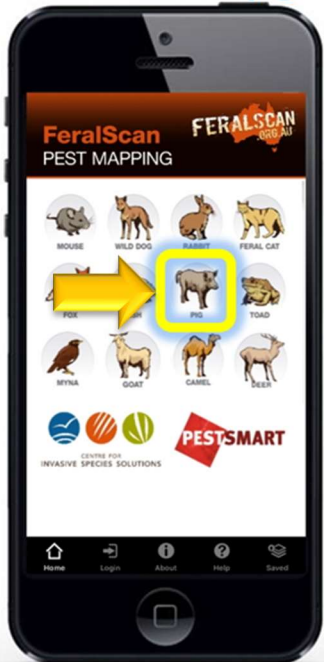 FeralScan
PEST MAPPING
FERALSCAN
.ORG.AU
MOUSE
WILD DOG
RABBIT
FERAL CAT
FOX
PIG
TOAD
MYNA
GOAT
CAMEL
DEER
CENTRE FOR
INVASIVE SPECIES SOLUTIONS
PESTSMART
Home
Login
About
Help
Saved